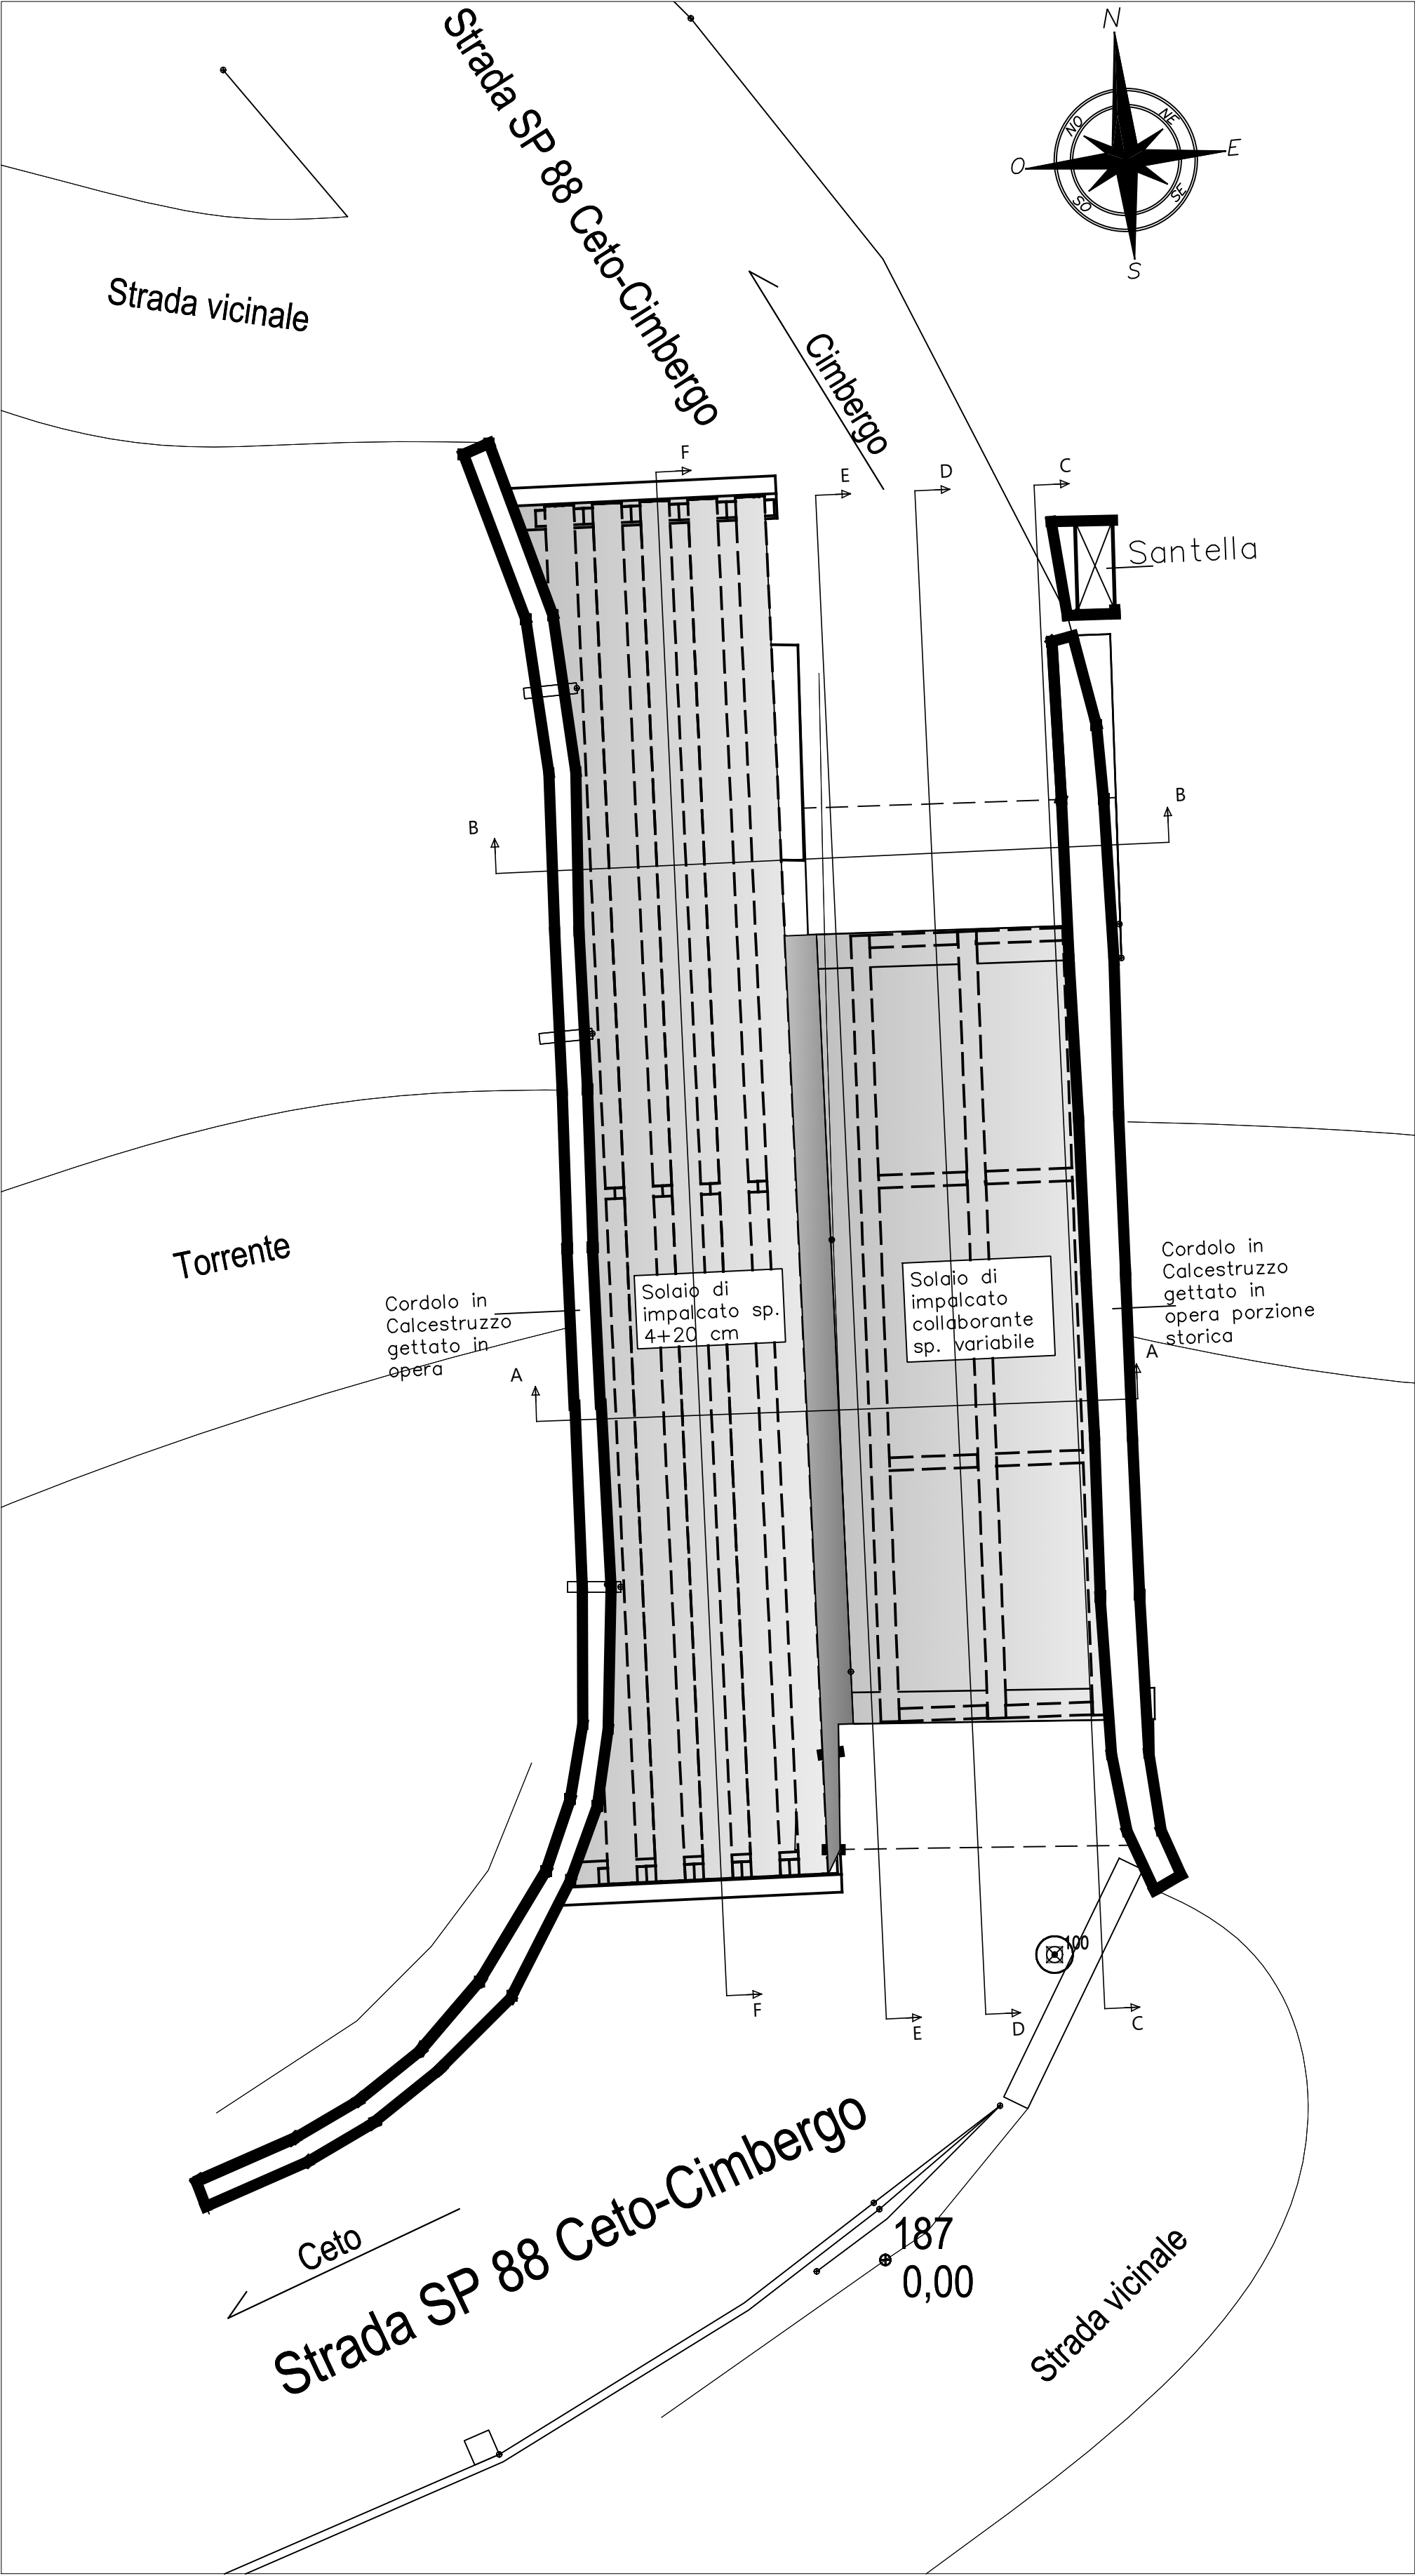 N
NO
NE
O
E
SO
SE
S
Strada SP 88 Ceto-Cimbergo
Strada vicinale
Cimbergo
F
E
D
C
Santella
B
B
Torrente
Cordolo in
Calcestruzzo
gettato in
opera
Solaio di
impalcato sp.
4+20 cm
Solaio di
impalcato
collaborante
sp. variabile
Cordolo in
Calcestruzzo
gettato in
opera porzione
storica
A
A
100
F
E
D
C
Ceto
Strada SP 88 Ceto-Cimbergo
187
0,00
Strada vicinale